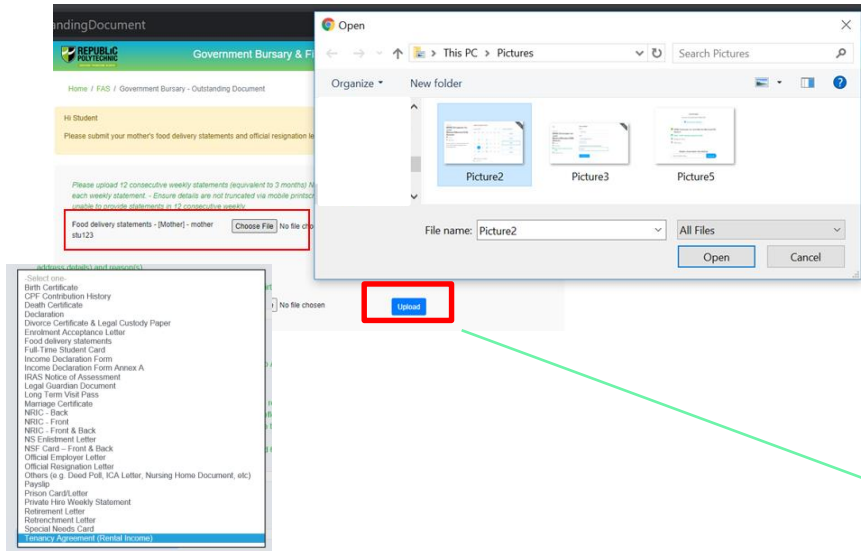 andingDocument
REPUBLIC
POLYTECHNIC
Government Bursary & Fi
Home / FAS / Government Bursary - Outstanding Document
Hi Student
Please submit your mother's food delivery statements and official resignation le
Please upload 12 consecutive weekly statements (equivalent to 3 months) N
each weekly statement. - Ensure details are not truncated via mobile printscr
unable to provide statements in 12 consecutive weekly.
Food delivery statements - [Mother] - mother
stu123
Choose File No file cho
address details) and reason(s)
No file chosen
Upload
Open
This PC > Pictures
Search Pictures
Organize
New folder
Picture2
Picture3
Picture5
File name: Picture2
All Files
Open
Cancel
-Select one-
Birth Certificate
CPF Contribution History
Death Certificate
Declaration
Divorce Certificate & Legal Custody Paper
Enrolment Acceptance Letter
Food delivery statements
Full-Time Student Card
Income Declaration Form
Income Declaration Form Annex A
IRAS Notice of Assessment
Legal Guardian Document
Long Term Visit Pass
Marriage Certificate
NRIC - Back
NRIC - Front
NRIC - Front & Back
NS Enlistment Letter
NSF Card – Front & Back
Official Employer Letter
Official Resignation Letter
Others (e.g. Deed Poll, ICA Letter, Nursing Home Document, etc)
Payslip
Prison Card/Letter
Private Hire Weekly Statement
Retirement Letter
Retrenchment Letter
Special Needs Card
Tenancy Agreement (Rental Income)